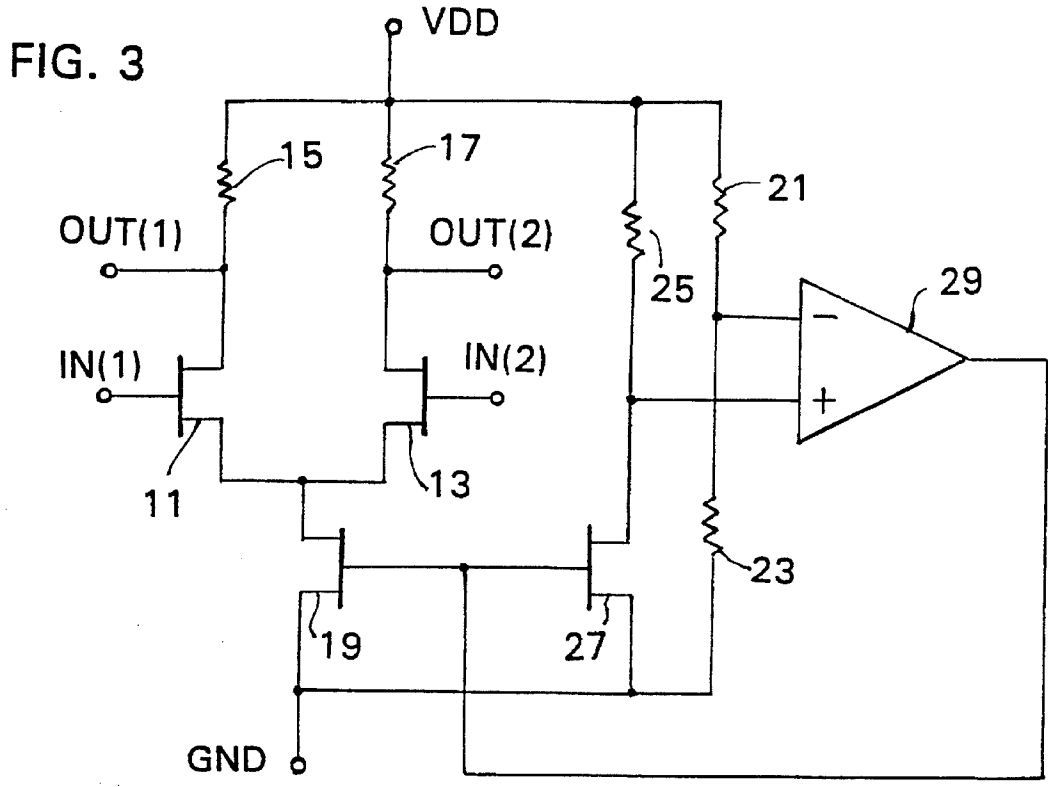 VDD
FIG. 3
15
17
21
OUT(1)
OUT(2)
25
29
−
IN(1)
IN(2)
+
11
13
23
19
27
GND